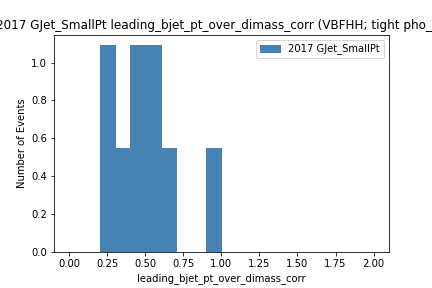 2017 GJet_SmallPt leading_bjet_pt_over_dimass_corr (VBFHH; tight pho_
2017 GJet_SmallPt
Number of Events
1.0
0.8
0.6
0.4
0.2
0.0
0.00 0.25 0.50 0.75 1.00 1.25 1.50 1.75 2.00
leading_bjet_pt_over_dimass_corr